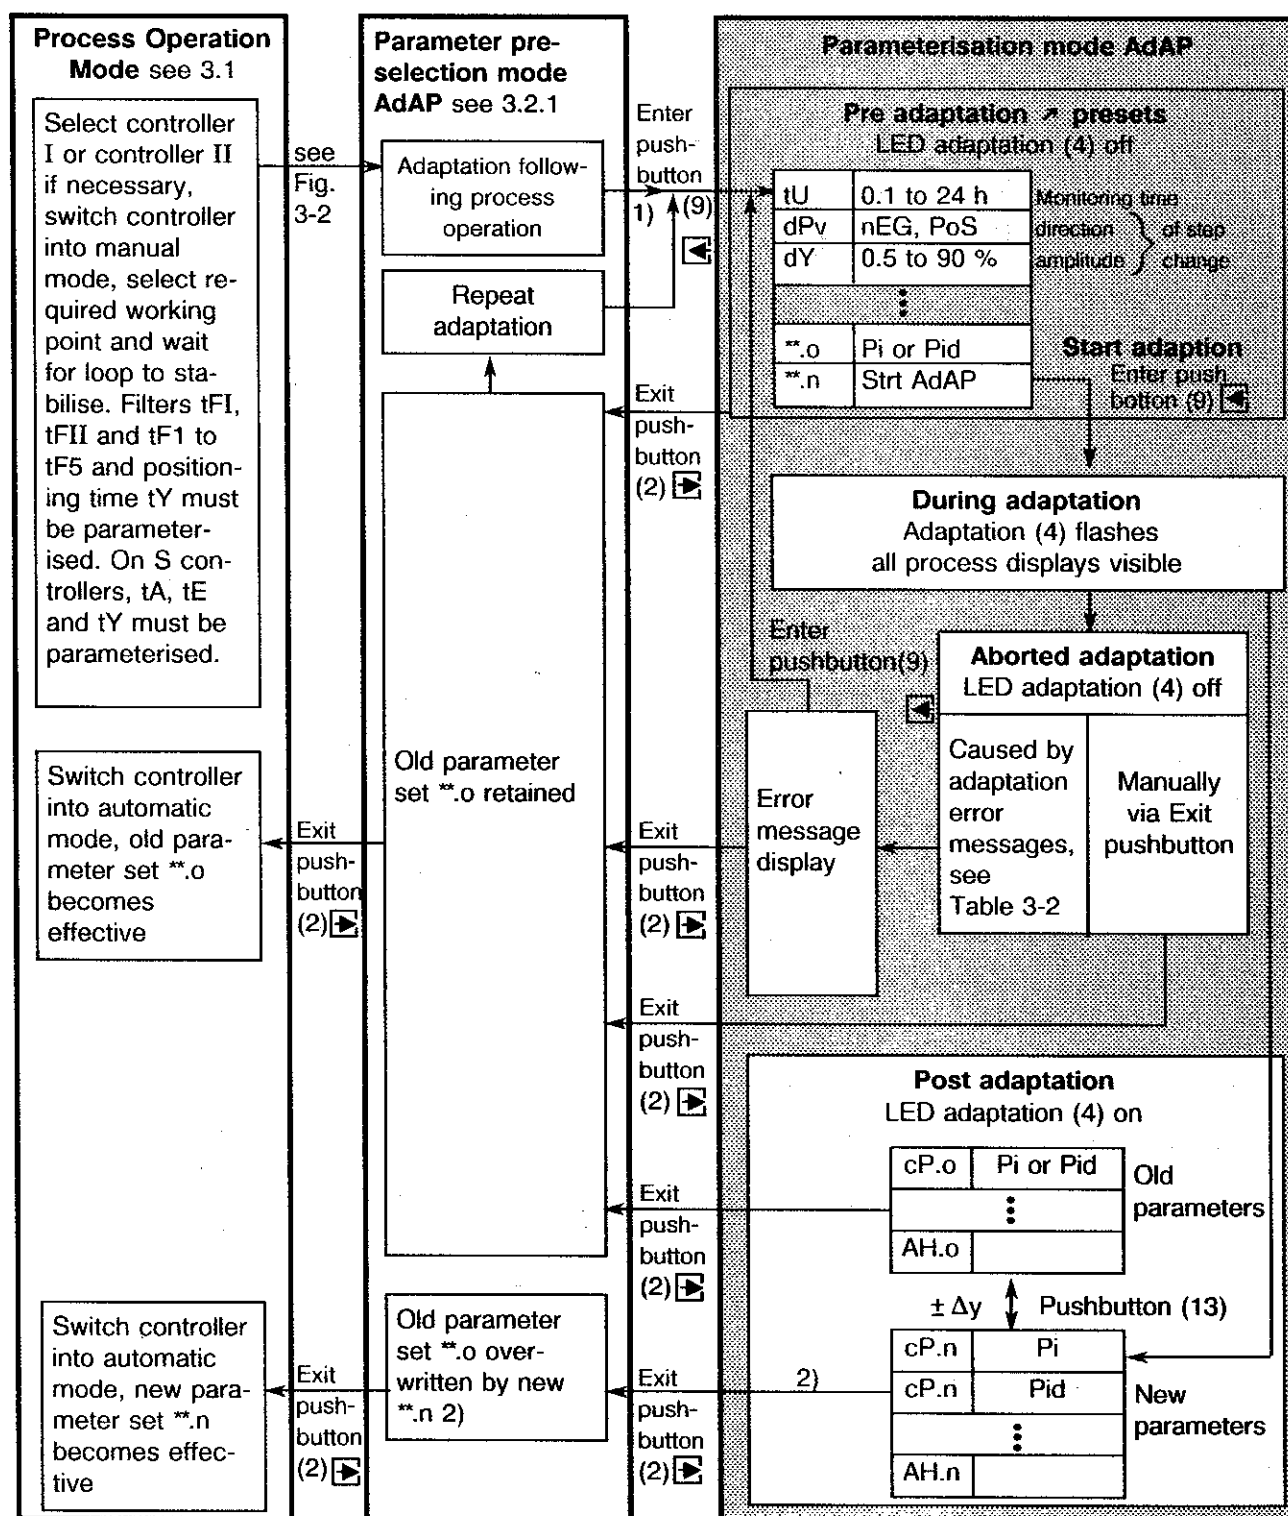 Process Operation
Mode see 3.1
Select controller
I or controller II
if necessary,
switch controller
into manual
mode, select re-
quired working
point and wait
for loop to sta-
bilise. Filters tFI,
tFII and tF1 to
tF5 and position-
ing time tY must
be parameter-
ised. On S con-
trollers, tA, tE
and tY must be
parameterised.
Switch controller
into automatic
mode, old para-
meter set **.o
becomes
effective
Switch controller
into automatic
mode, new para-
meter set **.n
becomes effec-
tive
see
Fig.
3-2
Exit
push-
button
(2)
Exit
push-
button
(2)
Parameter pre-
selection mode
AdAP see 3.2.1
Adaptation follow-
ing process
operation
Repeat
adaptation
Old parameter
set **.o retained
Old parameter
set **.o over-
written by new
**.n 2)
Enter
push-
button
1) (9)
Exit
push-
button
(2)
Exit
push-
button
(2)
Exit
push-
button
(2)
Exit
push-
button
(2)
Exit
push-
button
(2)
Parameterisation mode AdAP
Pre adaptation ↗ presets
LED adaptation (4) off
tU 0.1 to 24 h Monitoring time
dPv nEG, PoS direction of step
dY 0.5 to 90 % amplitude change
**.o Pi or Pid
**.n Strt AdAP
Start adaption
Enter push
botton (9)
During adaptation
Adaptation (4) flashes
all process displays visible
Enter
pushbutton(9)
Aborted adaptation
LED adaptation (4) off
Caused by
adaptation
error
messages,
see
Table 3-2
Manually
via Exit
pushbutton
Error
message
display
Post adaptation
LED adaptation (4) on
cP.o Pi or Pid
AH.o
Old
parameters
± Δy Pushbutton (13)
2)
cP.n Pi
cP.n Pid
AH.n
New
parameters